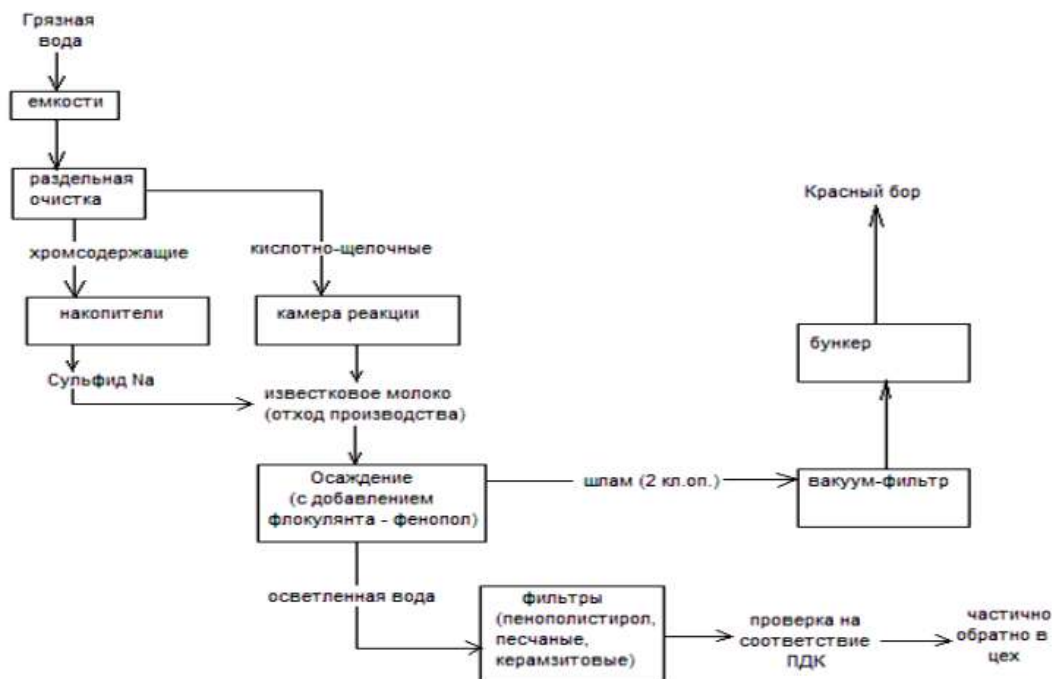 Грязная
вода
емкости
раздельная
очистка
хромсодержащие
кислотно-щелочные
накопители
камера реакции
Сульфид Na
известковое молоко
(отход производства)
Осаждение
(с добавлением
флокулянта - фенопол)
шлам (2 кл.оп.)
вакуум-фильтр
бункер
Красный бор
осветленная вода
фильтры
(пенополистирол,
песчаные,
керамзитовые)
проверка на
соответствие
ПДК
частично
обратно в
цех